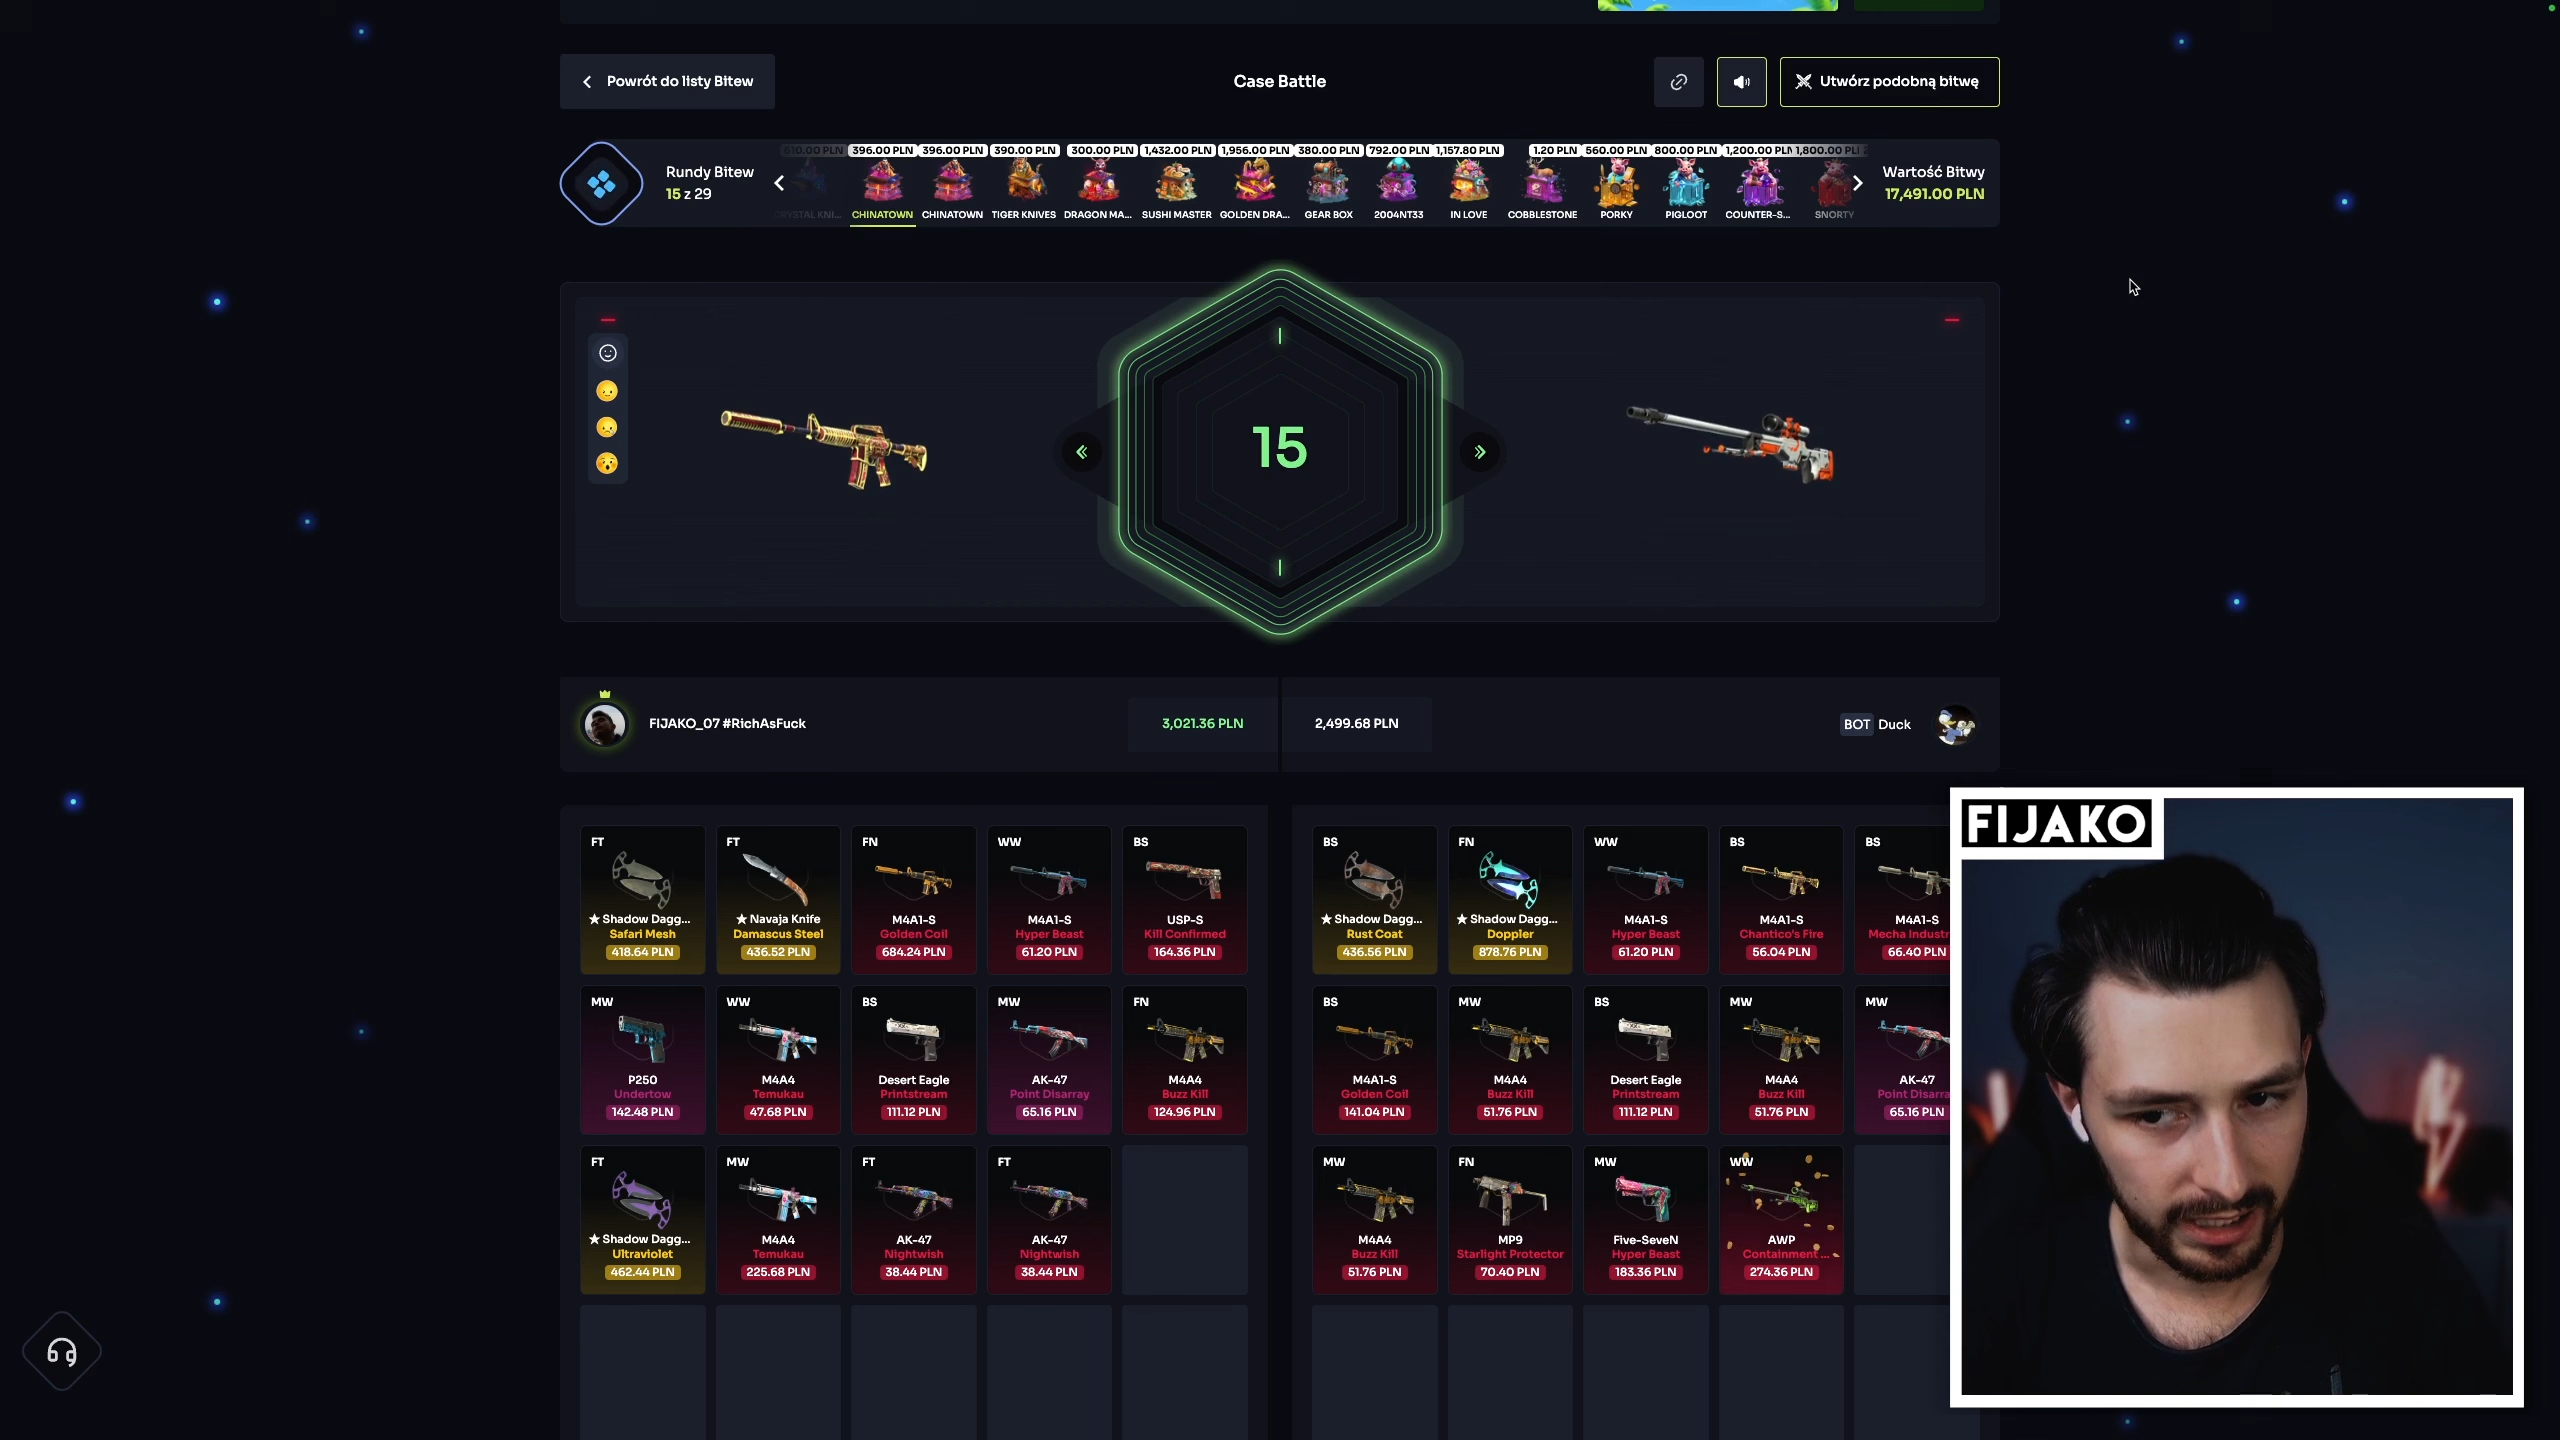 Powrót do listy Bitew
Case Battle
Utwórz podobną bitwę
Rundy Bitew
15 z 29
610.00 PLN
396.00 PLN
396.00 PLN
390.00 PLN
300.00 PLN
1,432.00 PLN
1,956.00 PLN
380.00 PLN
792.00 PLN
1,157.80 PLN
1.20 PLN
560.00 PLN
800.00 PLN
1,200.00 PLN
1,800.00 PL
CRYSTAL KNI...
CHINATOWN
CHINATOWN
TIGER KNIVES
DRAGON MA...
SUSHI MASTER
GOLDEN DRA...
GEAR BOX
2004NT33
IN LOVE
COBBLESTONE
PORKY
PIGLOOT
COUNTER-S...
SNORTY
Wartość Bitwy
17,491.00 PLN
15
FIJAKO_07 #RichAsFuck
3,021.36 PLN
2,499.68 PLN
BOT Duck
FT
★ Shadow Dagg...
Safari Mesh
418.64 PLN
FT
★ Navaja Knife
Damascus Steel
436.52 PLN
FN
M4A1-S
Golden Coil
684.24 PLN
WW
M4A1-S
Hyper Beast
61.20 PLN
BS
USP-S
Kill Confirmed
164.36 PLN
MW
P250
Undertow
142.48 PLN
WW
M4A4
Temukau
47.68 PLN
BS
Desert Eagle
Printstream
111.12 PLN
MW
AK-47
Point Disarray
65.16 PLN
FN
M4A4
Buzz Kill
124.96 PLN
FT
★ Shadow Dagg...
Ultraviolet
462.44 PLN
MW
M4A4
Temukau
225.68 PLN
FT
AK-47
Nightwish
38.44 PLN
FT
AK-47
Nightwish
38.44 PLN
BS
★ Shadow Dagg...
Rust Coat
436.56 PLN
FN
★ Shadow Dagg...
Doppler
878.76 PLN
WW
M4A1-S
Hyper Beast
61.20 PLN
BS
M4A1-S
Chantico's Fire
56.04 PLN
BS
M4A1-S
Mecha Industr
66.40 PLN
BS
M4A1-S
Golden Coil
141.04 PLN
MW
M4A4
Buzz Kill
51.76 PLN
BS
Desert Eagle
Printstream
111.12 PLN
MW
M4A4
Buzz Kill
51.76 PLN
MW
AK-47
Point Disarra
65.16 PLN
MW
M4A4
Buzz Kill
51.76 PLN
FN
MP9
Starlight Protector
70.40 PLN
MW
Five-SeveN
Hyper Beast
183.36 PLN
WW
AWP
Containment ...
274.36 PLN
FIJAKO